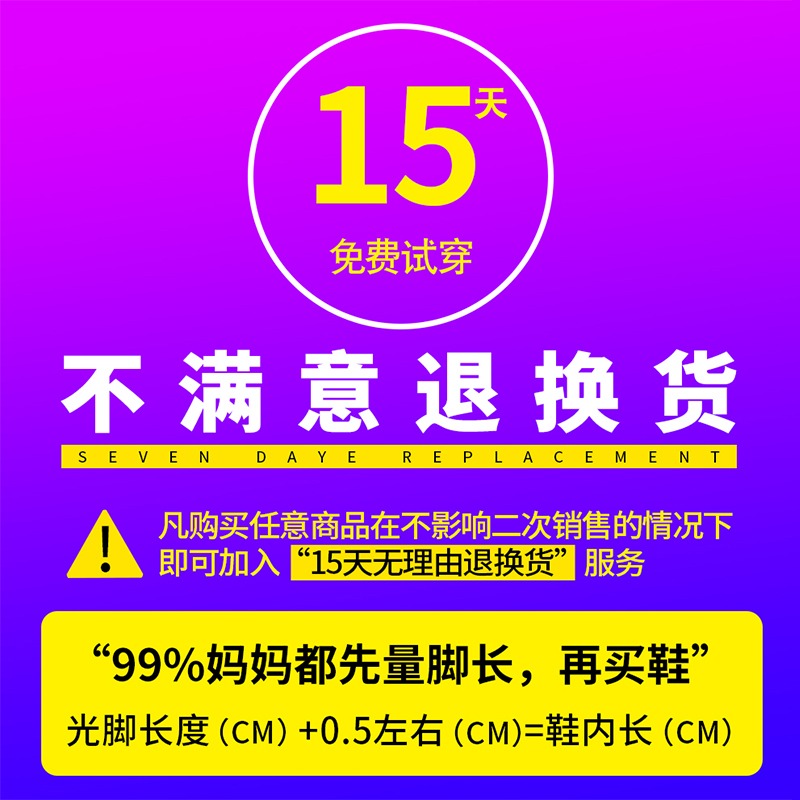 15天
免费试穿
不满意退换货
SEVEN DAYE REPLACEMENT
凡购买任意商品在不影响二次销售的情况下
即可加入“15天无理由退换货”服务
“99%妈妈都先量脚长，再买鞋”
光脚长度(CM)+0.5左右(CM)=鞋内长(CM)